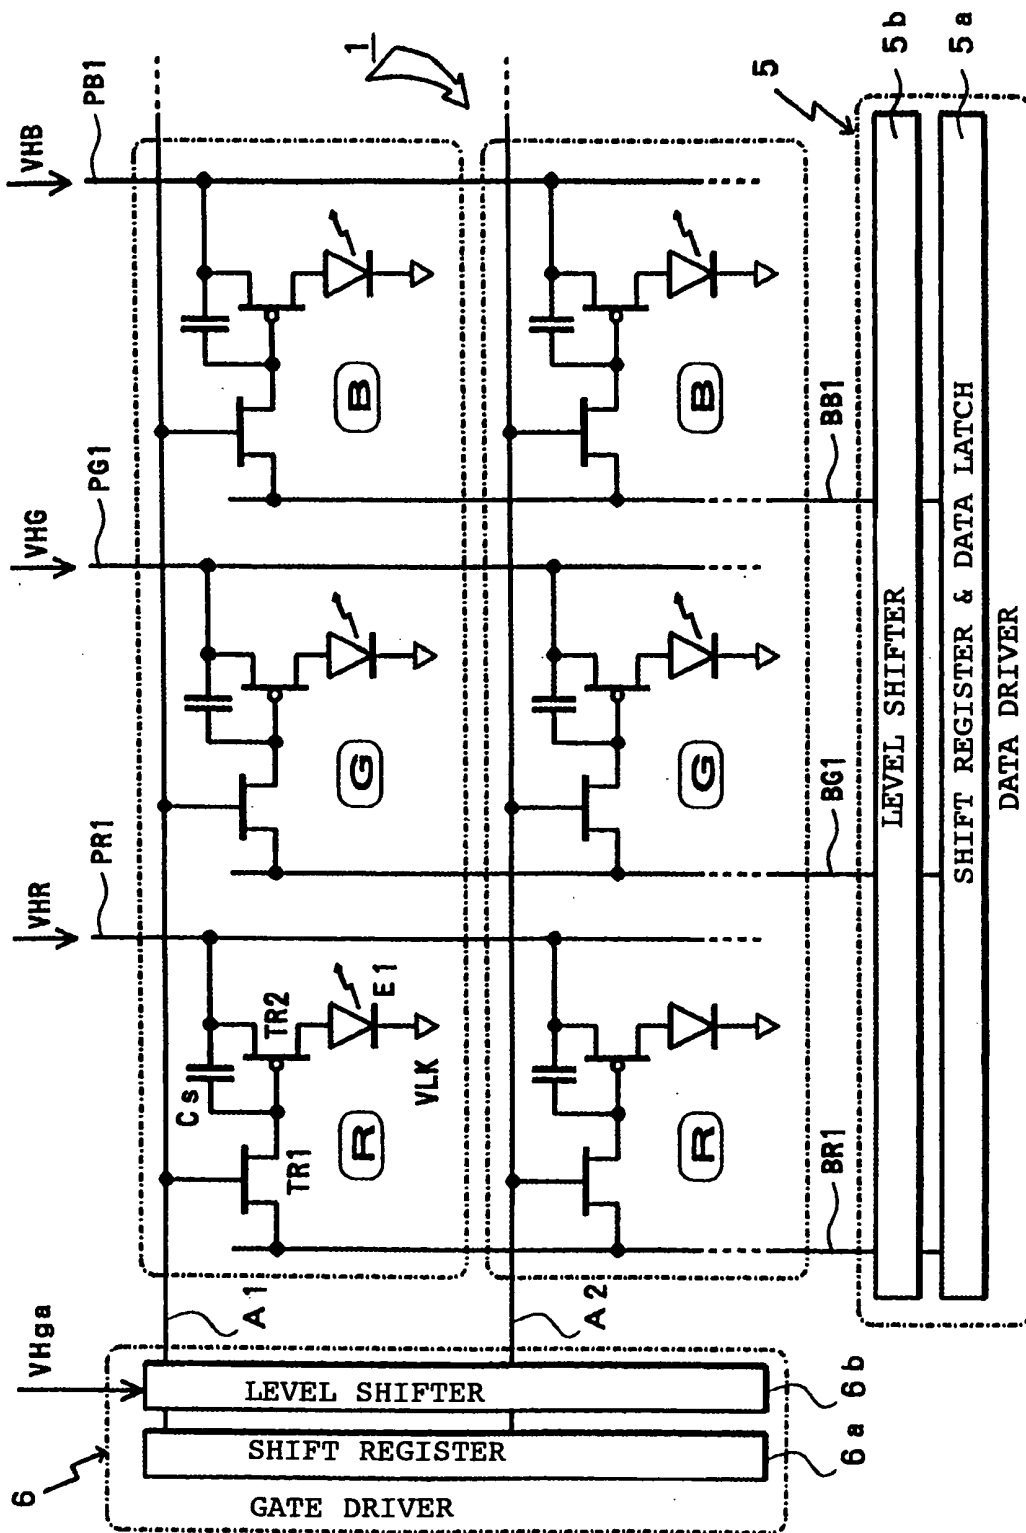 VHga
VHR
VHG
VHB
PR1
PG1
PB1
1
6
A1
Cs
TR1
TR2
E1
VLK
R
G
B
LEVEL SHIFTER
SHIFT REGISTER
GATE DRIVER
6b
6a
A2
R
G
B
BR1
BG1
BB1
5
LEVEL SHIFTER
5b
SHIFT REGISTER & DATA LATCH
5a
DATA DRIVER